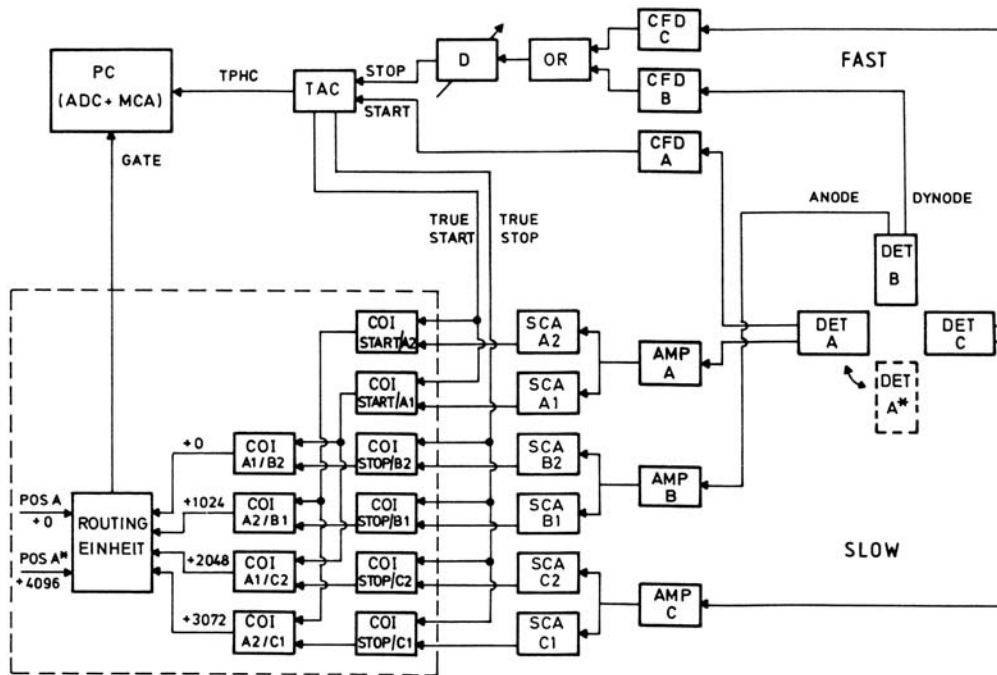 PC
(ADC+ MCA)
TPHC
TAC
STOP
START
D
OR
CFD
C
CFD
B
CFD
A
FAST
GATE
TRUE
START
TRUE
STOP
ANODE
DYNODE
DET
B
DET
A
DET
C
DET
A*
COI
START/A2
SCA
A2
AMP
A
COI
START/A1
SCA
A1
+0
COI
A1/B2
COI
STOP/B2
SCA
B2
AMP
B
POS A
+0
ROUTING
EINHEIT
+1024
COI
A2/B1
COI
STOP/B1
SCA
B1
SLOW
POS A*
+4096
+2048
COI
A1/C2
COI
STOP/C2
SCA
C2
AMP
C
+3072
COI
A2/C1
COI
STOP/C1
SCA
C1